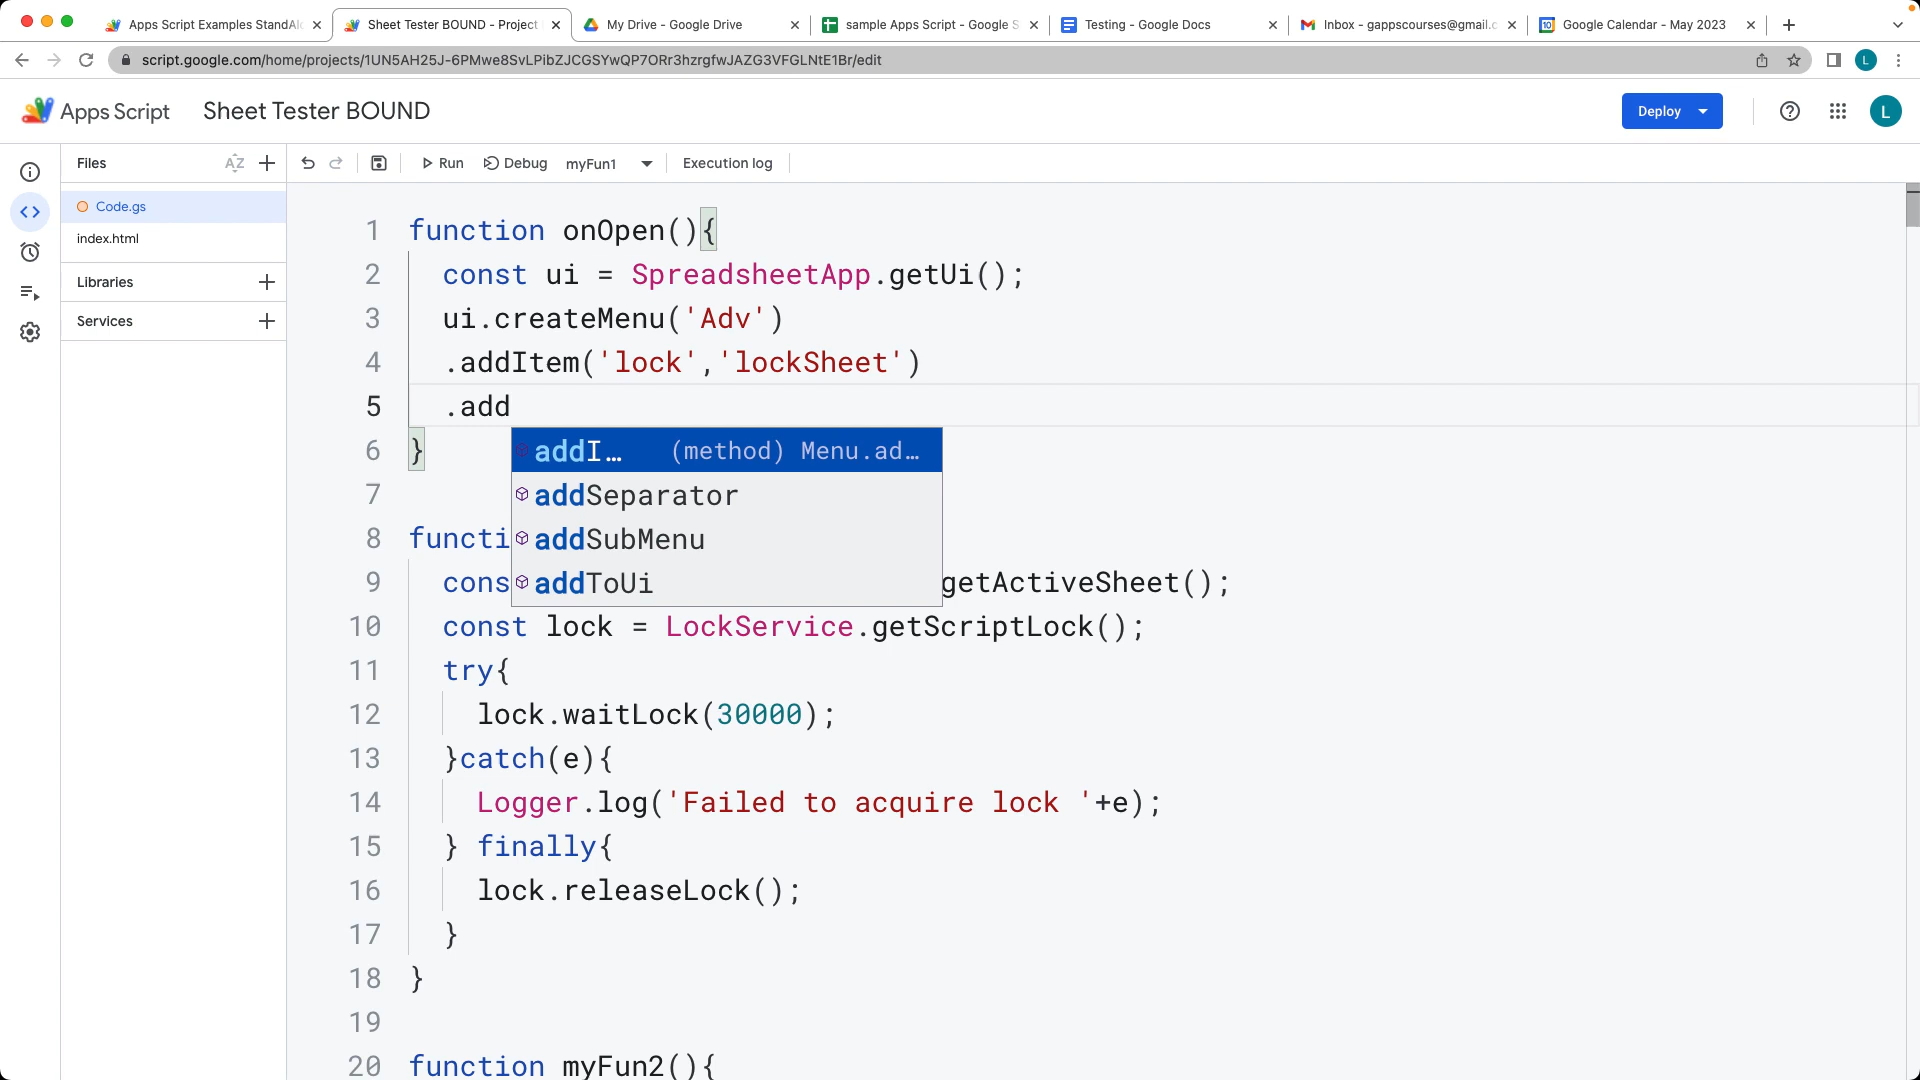 Apps Script Examples StandAl
Sheet Tester BOUND - Project
My Drive - Google Drive
sample Apps Script - Google S
Testing - Google Docs
Inbox - gappscourses@gmail.c
Google Calendar - May 2023
script.google.com/home/projects/1UN5AH25J-6PMwe8SvLPibZJCGSYwQP7ORr3hzrgfwJAZG3VFGLNtE1Br/edit
L
Apps Script
Sheet Tester BOUND
Deploy
L
Files
AZ
Run
Debug
myFun1
Execution log
Code.gs
index.html
Libraries
Services
1 function onOpen(){
2 const ui = SpreadsheetApp.getUi();
3 ui.createMenu('Adv')
4 .addItem('lock','lockSheet')
5 .add
6 }
addI… (method) Menu.ad…
7
addSeparator
8 functi
addSubMenu
9 cons
addToUi
getActiveSheet();
10 const lock = LockService.getScriptLock();
11 try{
12 lock.waitLock(30000);
13 }catch(e){
14 Logger.log('Failed to acquire lock '+e);
15 } finally{
16 lock.releaseLock();
17 }
18 }
19
20 function myFun2(){